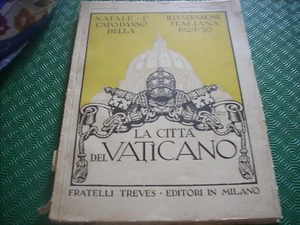 NATALE · E
CAPODANNO
DELLA
ILLUSTRAZIONE
ITALIANA
1929-30
LA CITTÀ
DEL VATICANO
FRATELLI TREVES · EDITORI IN MILANO